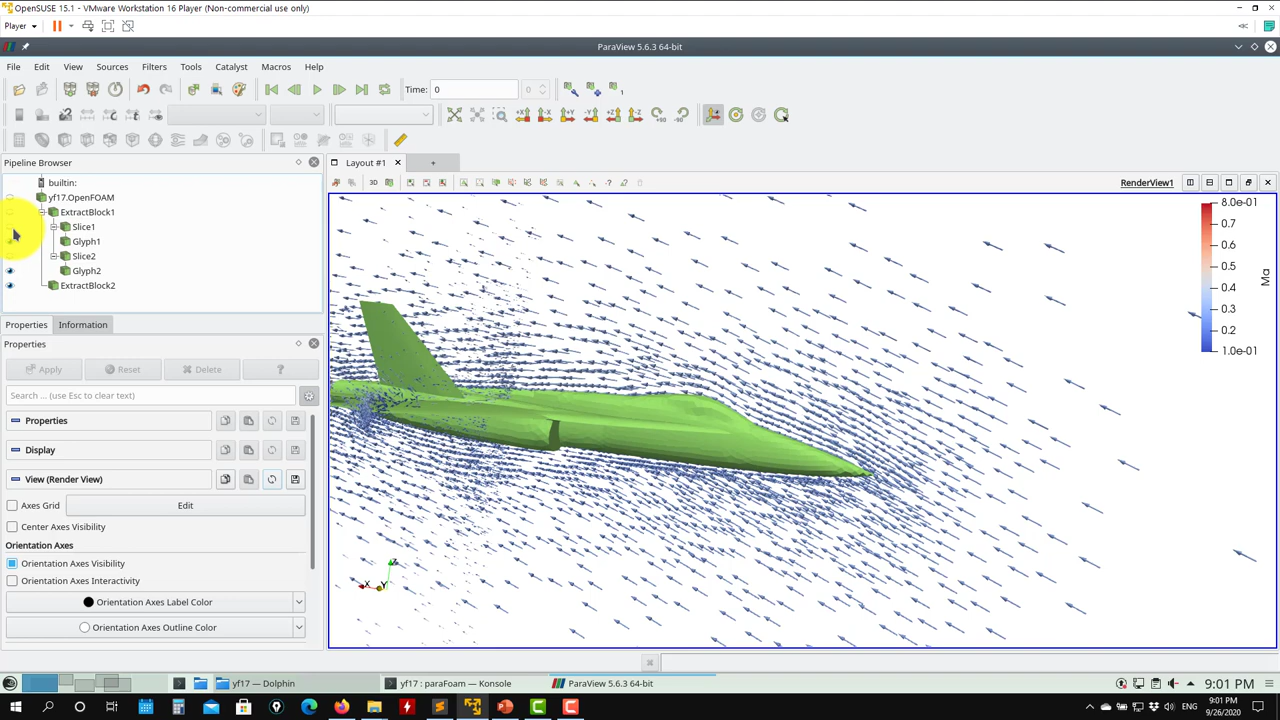 OpenSUSE 15.1 - VMware Workstation 16 Player (Non-commercial use only)
Player
ParaView 5.6.3 64-bit
File Edit View Sources Filters Tools Catalyst Macros Help
Time: 0 0
Pipeline Browser
Layout #1
+
builtin:
3D
RenderView1
yf17.OpenFOAM
ExtractBlock1
Slice1
Glyph1
Slice2
Glyph2
ExtractBlock2
8.0e-01
0.7
0.6
0.5
0.4
0.3
0.2
1.0e-01
Ma
Properties Information
Properties
Apply Reset Delete ?
Search ... (use Esc to clear text)
Properties
Display
View (Render View)
Axes Grid Edit
Center Axes Visibility
Orientation Axes
Orientation Axes Visibility
Orientation Axes Interactivity
Orientation Axes Label Color
Orientation Axes Outline Color
Z
X
Y
yf17 — Dolphin
yf17 : paraFoam — Konsole
ParaView 5.6.3 64-bit
9:01 PM
ENG
9:01 PM
9/26/2020